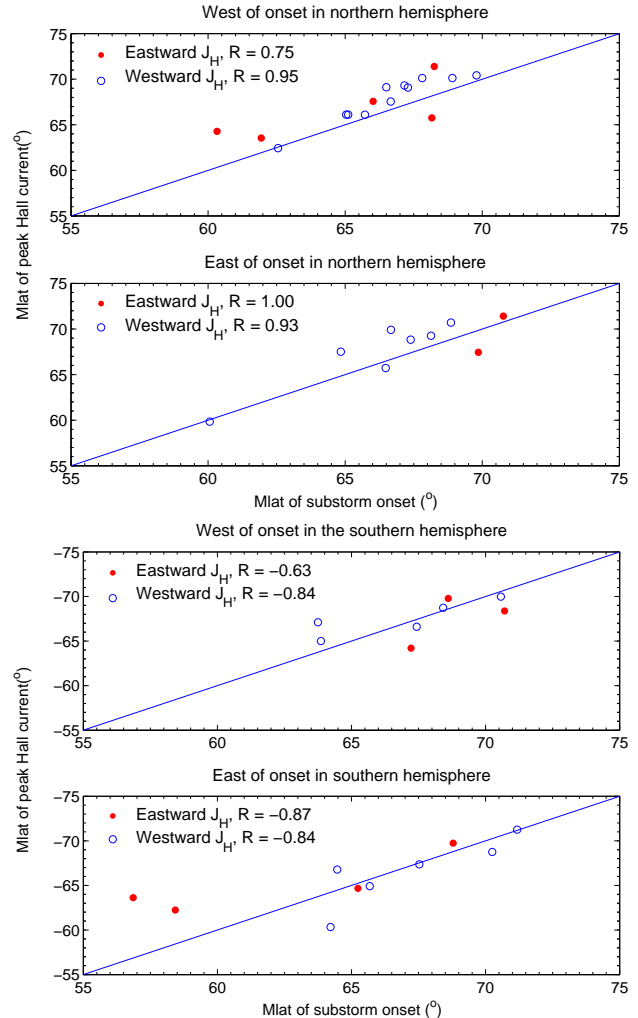 West of onset in northern hemisphere
75
70
65
60
55
Eastward J_H, R = 0.75
Westward J_H, R = 0.95
55 60 65 70 75
Mlat of peak Hall current(°)
East of onset in northern hemisphere
75
70
65
60
55
Eastward J_H, R = 1.00
Westward J_H, R = 0.93
55 60 65 70 75
Mlat of substorm onset (°)
West of onset in the southern hemisphere
−75
−70
−65
−60
−55
Eastward J_H, R = −0.63
Westward J_H, R = −0.84
55 60 65 70 75
Mlat of peak Hall current(°)
East of onset in southern hemisphere
−75
−70
−65
−60
−55
Eastward J_H, R = −0.87
Westward J_H, R = −0.84
55 60 65 70 75
Mlat of substorm onset (°)